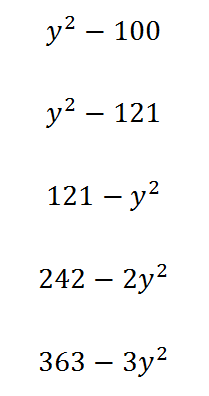 y² − 100
y² − 121
121 − y²
242 − 2y²
363 − 3y²